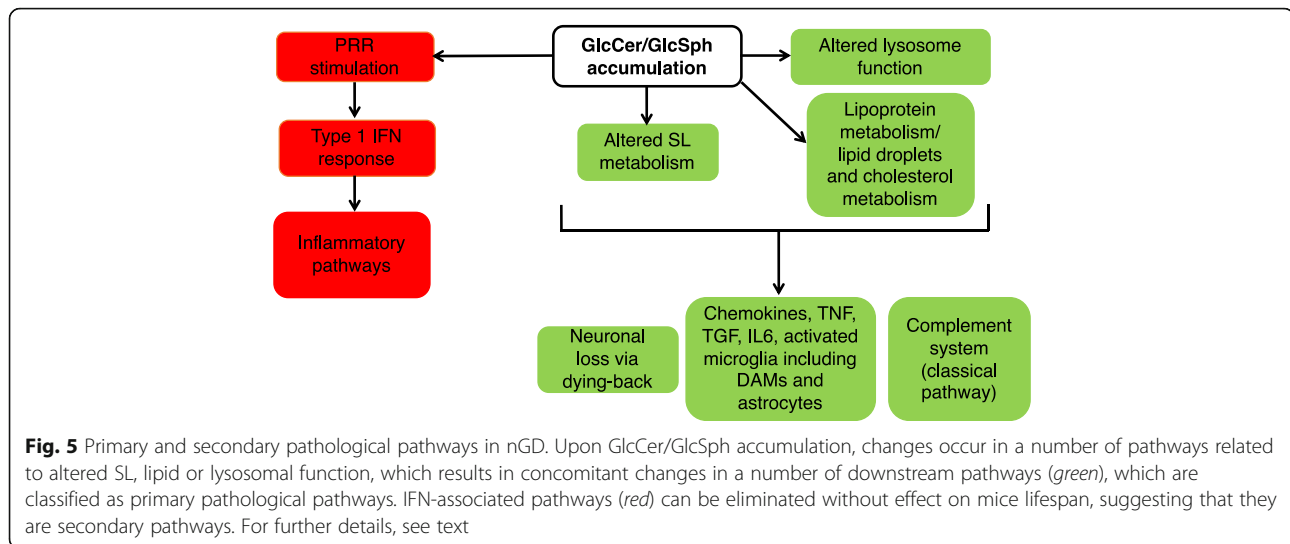 PRR
stimulation
GlcCer/GlcSph
accumulation
Altered lysosome
function
Type 1 IFN
response
Altered SL
metabolism
Lipoprotein
metabolism/
lipid droplets
and cholesterol
metabolism
Inflammatory
pathways
Neuronal
loss via
dying-back
Chemokines, TNF,
TGF, IL6, activated
microglia including
DAMs and
astrocytes
Complement
system
(classical
pathway)
Fig. 5 Primary and secondary pathological pathways in nGD. Upon GlcCer/GlcSph accumulation, changes occur in a number of pathways related
to altered SL, lipid or lysosomal function, which results in concomitant changes in a number of downstream pathways (green), which are
classified as primary pathological pathways. IFN-associated pathways (red) can be eliminated without effect on mice lifespan, suggesting that they
are secondary pathways. For further details, see text